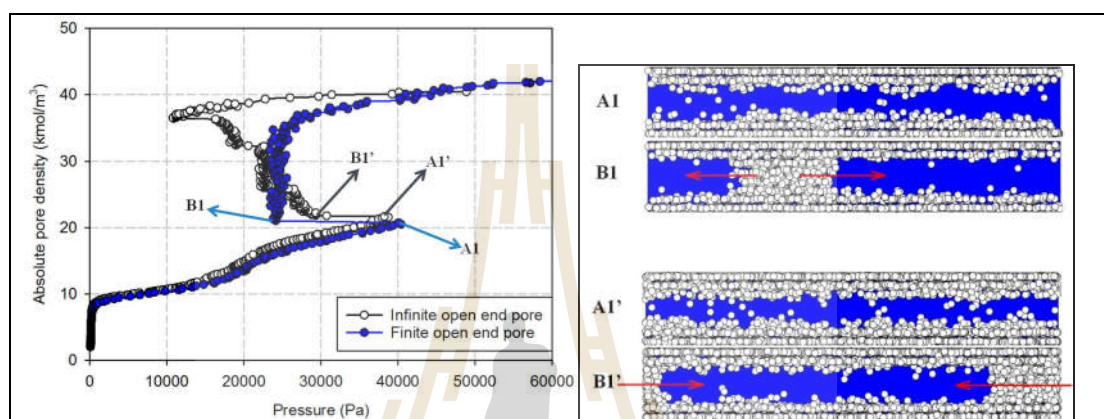 50
40
30
20
10
0
Absolute pore density (kmol/m³)
B1'
A1'
B1
A1
Infinite open end pore
Finite open end pore
0 10000 20000 30000 40000 50000 60000
Pressure (Pa)
A1
B1
A1'
B1'